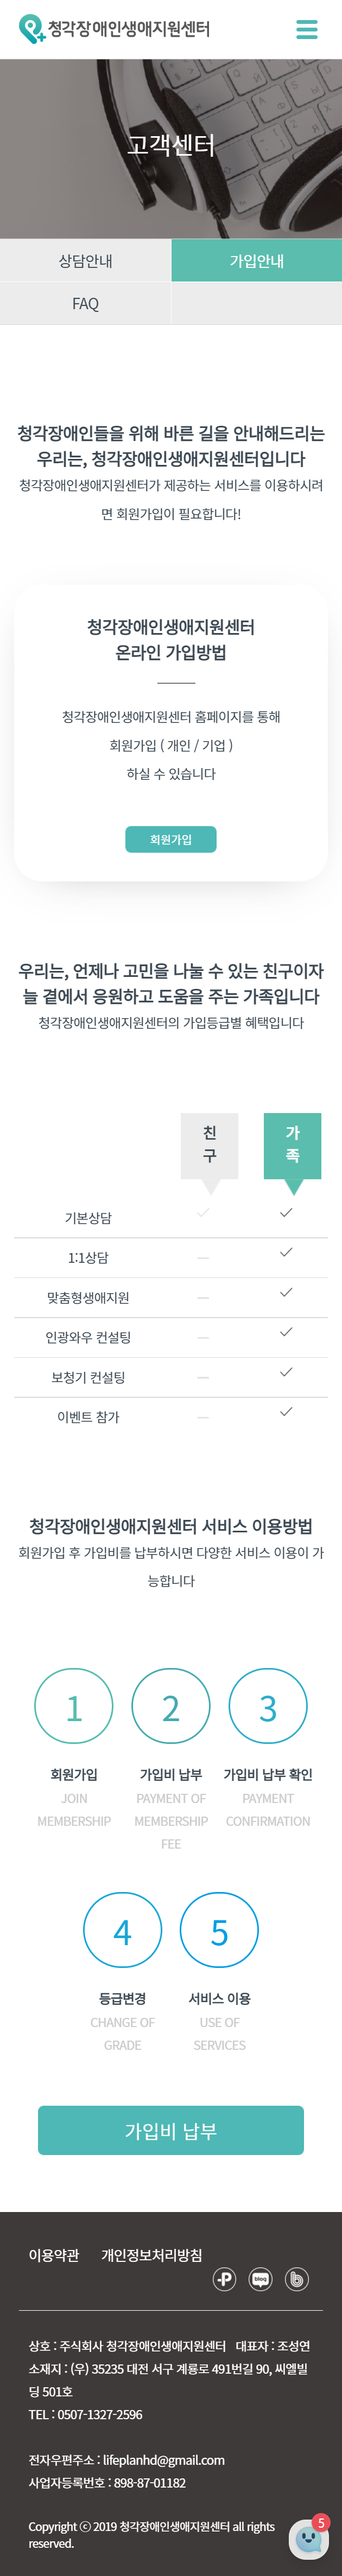 청각장애인생애지원센터
고객센터
상담안내
가입안내
FAQ
청각장애인들을 위해 바른 길을 안내해드리는
우리는, 청각장애인생애지원센터입니다
청각장애인생애지원센터가 제공하는 서비스를 이용하시려
면 회원가입이 필요합니다!
청각장애인생애지원센터
온라인 가입방법
청각장애인생애지원센터 홈페이지를 통해
회원가입 ( 개인 / 기업 )
하실 수 있습니다
회원가입
우리는, 언제나 고민을 나눌 수 있는 친구이자
늘 곁에서 응원하고 도움을 주는 가족입니다
청각장애인생애지원센터의 가입등급별 혜택입니다
친
구
가
족
기본상담
1:1상담
맞춤형생애지원
인공와우 컨설팅
보청기 컨설팅
이벤트 참가
청각장애인생애지원센터 서비스 이용방법
회원가입 후 가입비를 납부하시면 다양한 서비스 이용이 가
능합니다
1
2
3
회원가입
JOIN
MEMBERSHIP
가입비 납부
PAYMENT OF
MEMBERSHIP
FEE
가입비 납부 확인
PAYMENT
CONFIRMATION
4
5
등급변경
CHANGE OF
GRADE
서비스 이용
USE OF
SERVICES
가입비 납부
이용약관
개인정보처리방침
P
blog
b
상호 : 주식회사 청각장애인생애지원센터 대표자 : 조성연
소재지 : (우) 35235 대전 서구 계룡로 491번길 90, 씨엘빌
딩 501호
TEL : 0507-1327-2596
전자우편주소 : lifeplanhd@gmail.com
사업자등록번호 : 898-87-01182
Copyright ⓒ 2019 청각장애인생애지원센터 all rights
reserved.
5